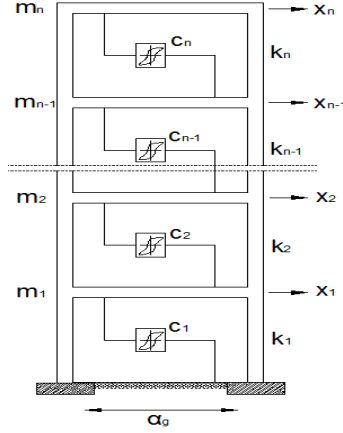 mₙ xₙ
cₙ kₙ
mₙ₋₁ xₙ₋₁
cₙ₋₁ kₙ₋₁
m₂ x₂
c₂ k₂
m₁ x₁
c₁ k₁
α_g